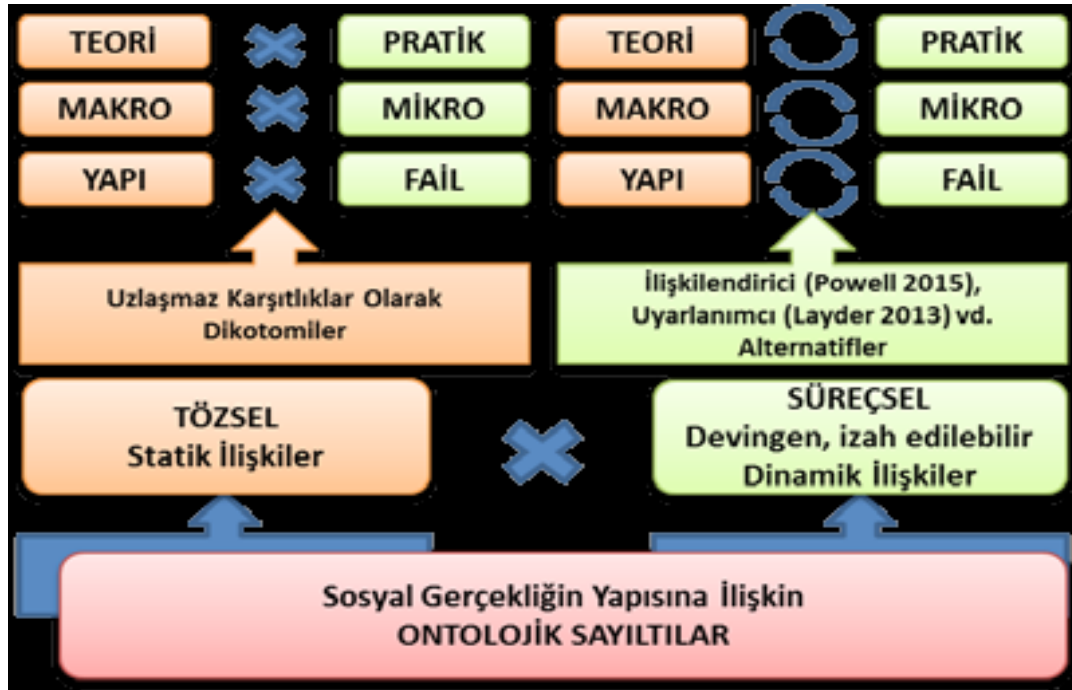 TEORİ PRATİK TEORİ PRATİK
MAKRO MİKRO MAKRO MİKRO
YAPI FAİL YAPI FAİL
Uzlaşmaz Karşıtlıklar Olarak
Dikotomiler
İlişkilendirici (Powell 2015),
Uyarlanımcı (Layder 2013) vd.
Alternatifler
TÖZSEL
Statik İlişkiler
SÜREÇSEL
Devingen, izah edilebilir
Dinamik İlişkiler
Sosyal Gerçekliğin Yapısına İlişkin
ONTOLOJİK SAYILTILAR